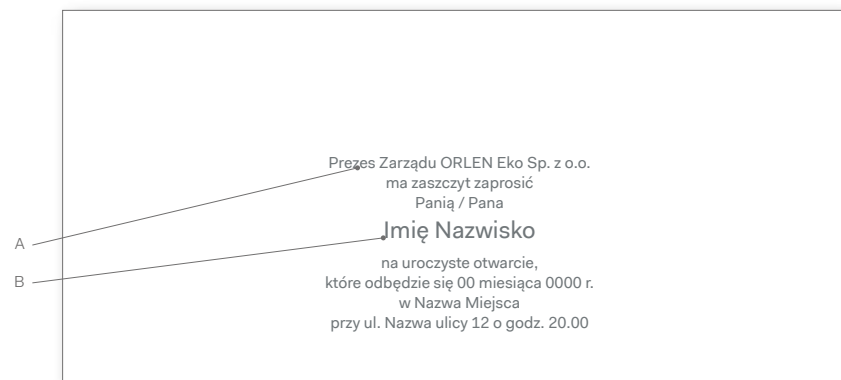 Prezes Zarządu ORLEN Eko Sp. z o.o.
ma zaszczyt zaprosić
Panią / Pana
A
Imię Nazwisko
B
na uroczyste otwarcie,
które odbędzie się 00 miesiąca 0000 r.
w Nazwa Miejsca
przy ul. Nazwa ulicy 12 o godz. 20.00